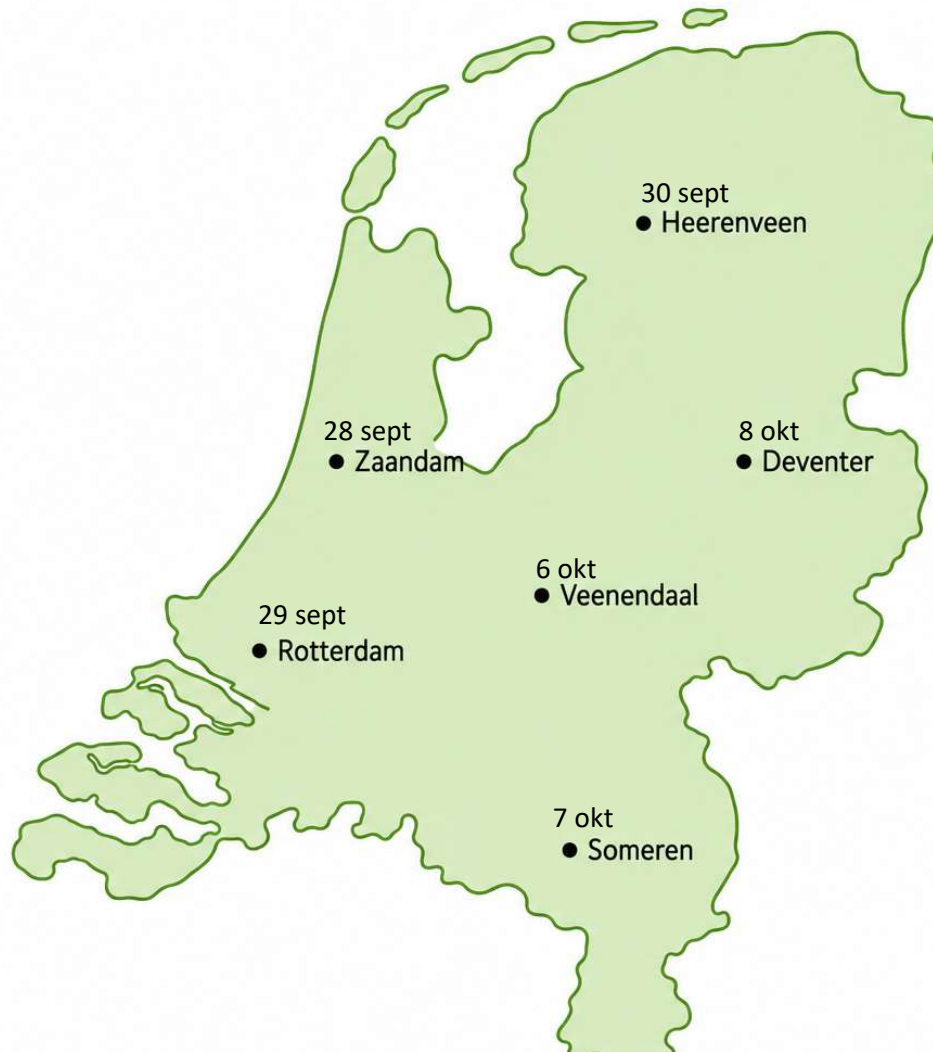 30 sept
Heerenveen
28 sept
Zaandam
8 okt
Deventer
6 okt
Veenendaal
29 sept
Rotterdam
7 okt
Someren